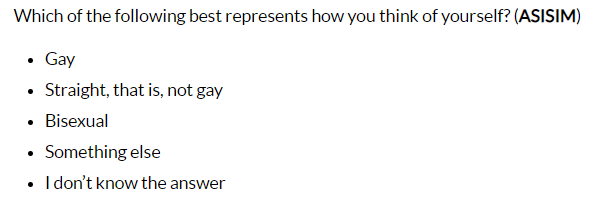 Which of the following best represents how you think of yourself? (ASISIM)
• Gay
• Straight, that is, not gay
• Bisexual
• Something else
• I don't know the answer